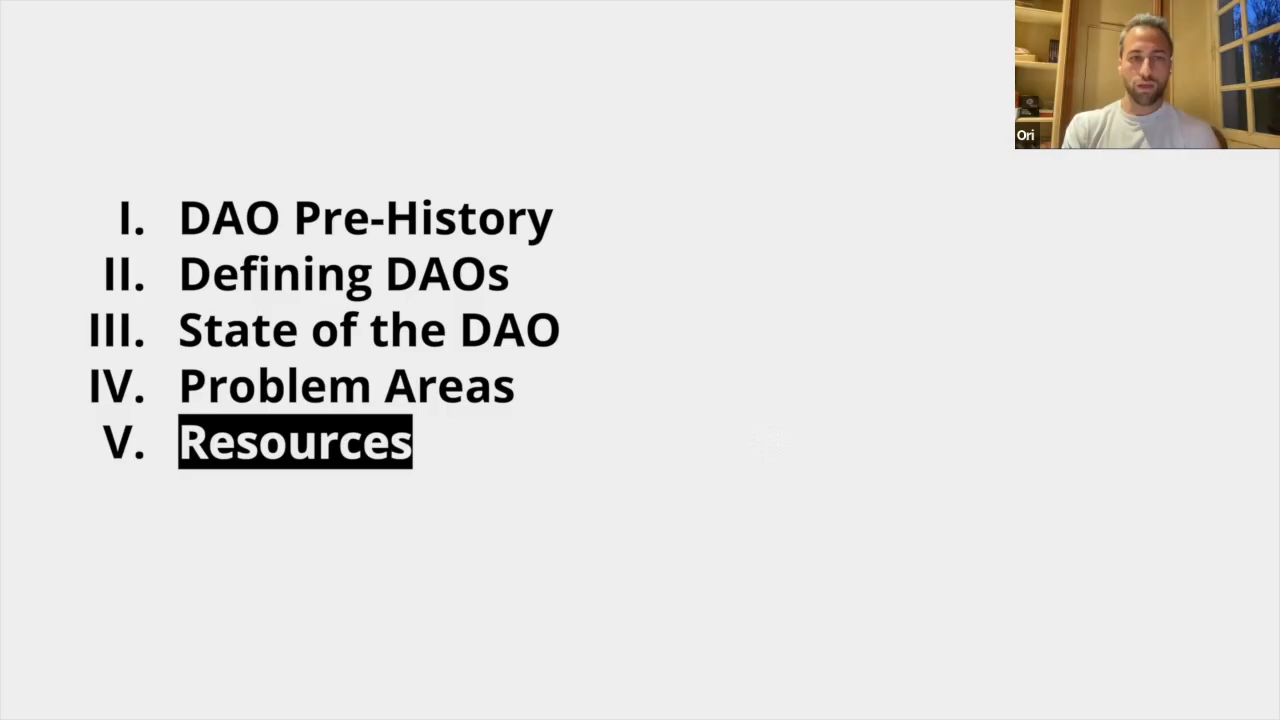 I. DAO Pre-History
II. Defining DAOs
III. State of the DAO
IV. Problem Areas
V. Resources
Ori